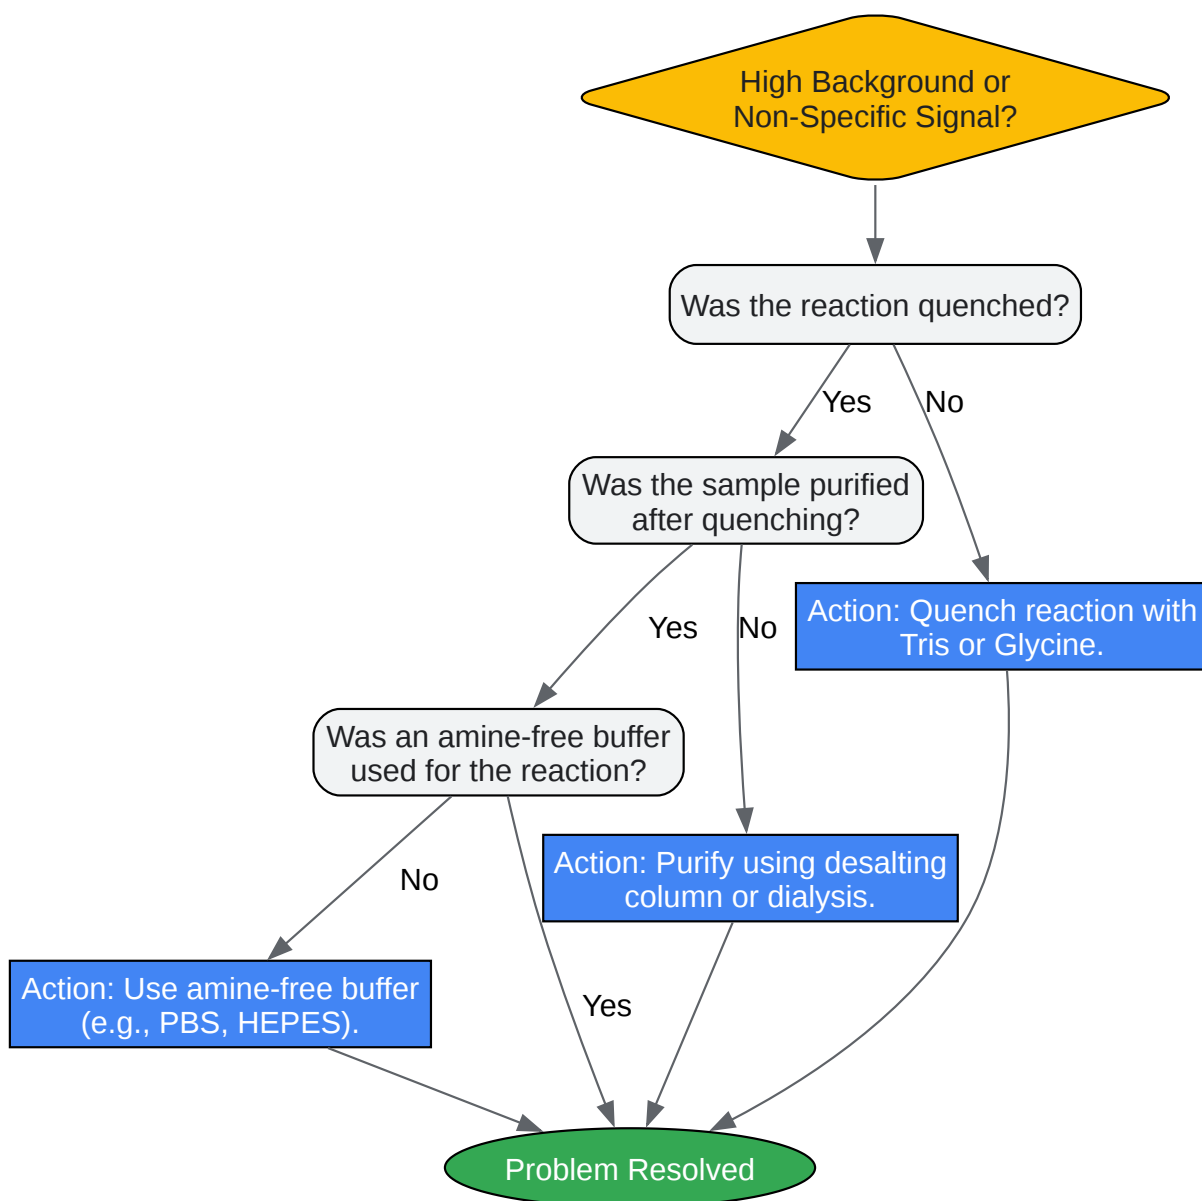 High Background or
Non-Specific Signal?
Was the reaction quenched?
Yes
No
Was the sample purified
after quenching?
Yes
No
Action: Quench reaction with
Tris or Glycine.
Was an amine-free buffer
used for the reaction?
No
Action: Purify using desalting
column or dialysis.
Action: Use amine-free buffer
(e.g., PBS, HEPES).
Yes
Problem Resolved